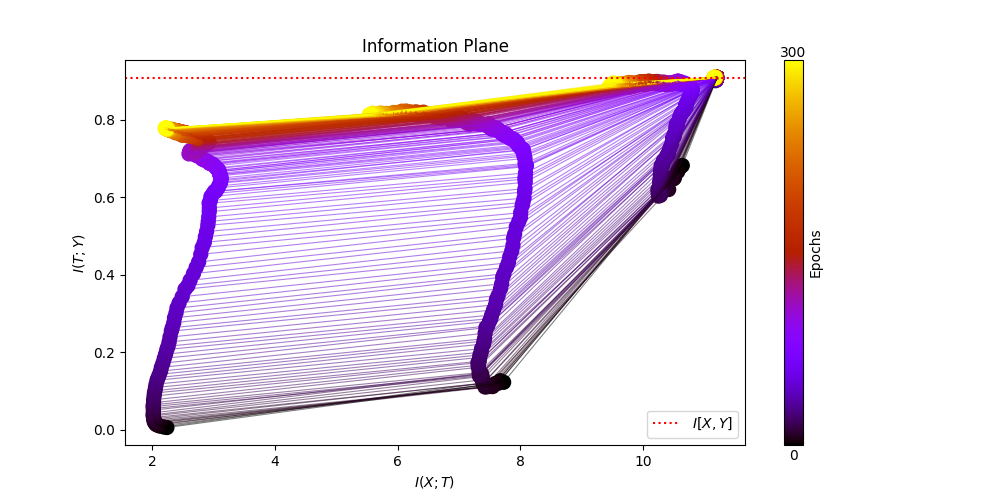 Information Plane
300
0.8
0.6
0.4
0.2
0.0
I(T; Y)
Epochs
I[X, Y]
0
2
4
6
8
10
I(X; T)